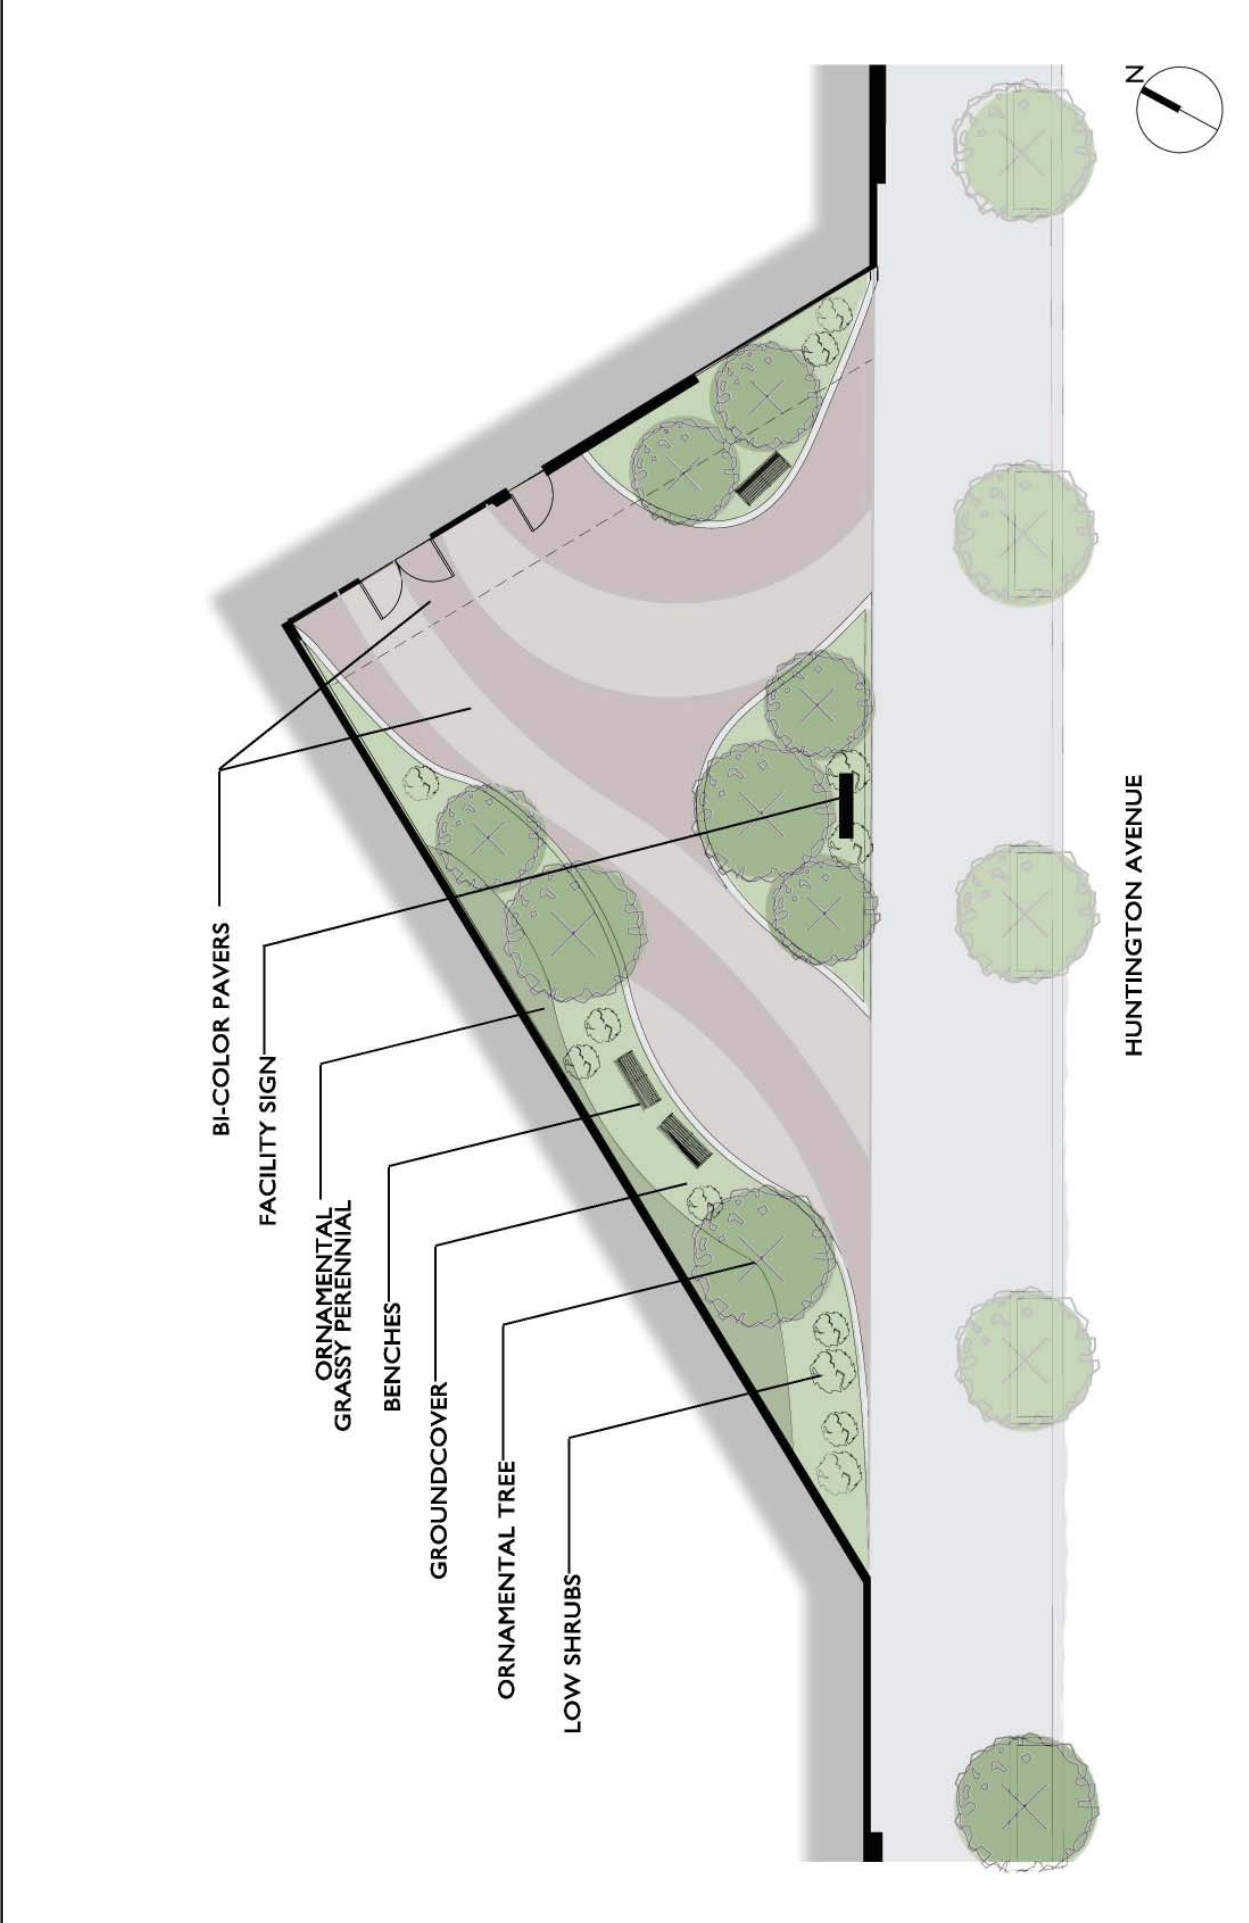 BI-COLOR PAVERS
FACILITY SIGN
ORNAMENTAL
GRASSY PERENNIAL
BENCHES
GROUNDCOVER
ORNAMENTAL TREE
LOW SHRUBS
HUNTINGTON AVENUE
N